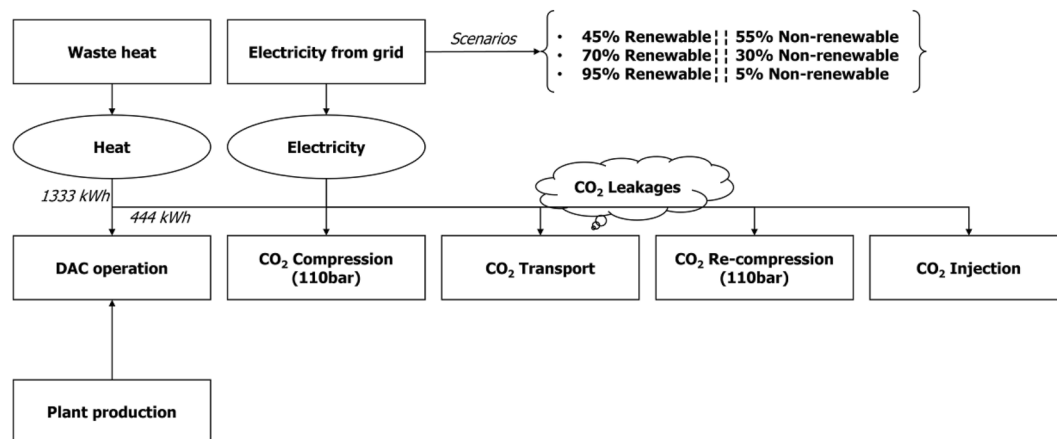 Waste heat
Electricity from grid
Scenarios
• 45% Renewable ¦¦ 55% Non-renewable
• 70% Renewable ¦¦ 30% Non-renewable
• 95% Renewable ¦¦ 5% Non-renewable
Heat
Electricity
CO₂ Leakages
1333 kWh
444 kWh
DAC operation
CO₂ Compression
(110bar)
CO₂ Transport
CO₂ Re-compression
(110bar)
CO₂ Injection
Plant production